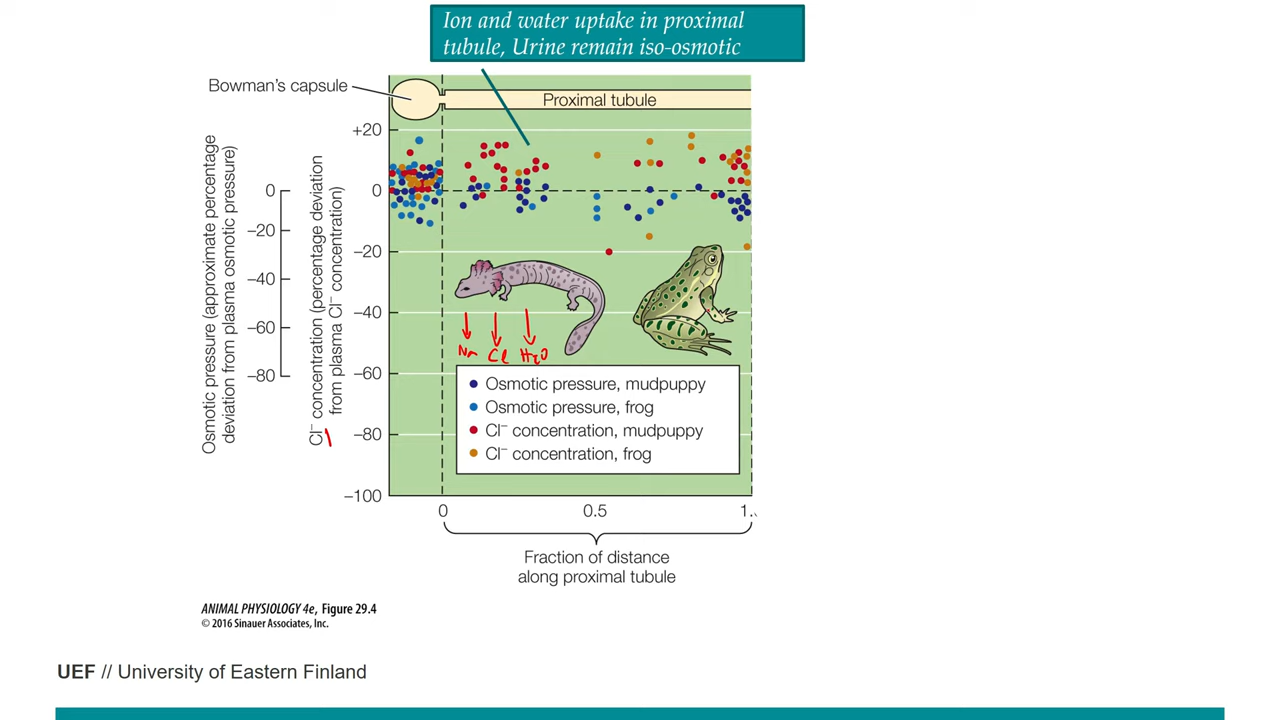 Ion and water uptake in proximal
tubule, Urine remain iso-osmotic
Bowman's capsule
Proximal tubule
Osmotic pressure (approximate percentage
deviation from plasma osmotic pressure)
0
−20
−40
−60
−80
Cl− concentration (percentage deviation
from plasma Cl− concentration)
+20
0
−20
−40
−60
−80
−100
Na Cl H2O
Osmotic pressure, mudpuppy
Osmotic pressure, frog
Cl− concentration, mudpuppy
Cl− concentration, frog
0 0.5 1.
Fraction of distance
along proximal tubule
ANIMAL PHYSIOLOGY 4e, Figure 29.4
© 2016 Sinauer Associates, Inc.
UEF // University of Eastern Finland